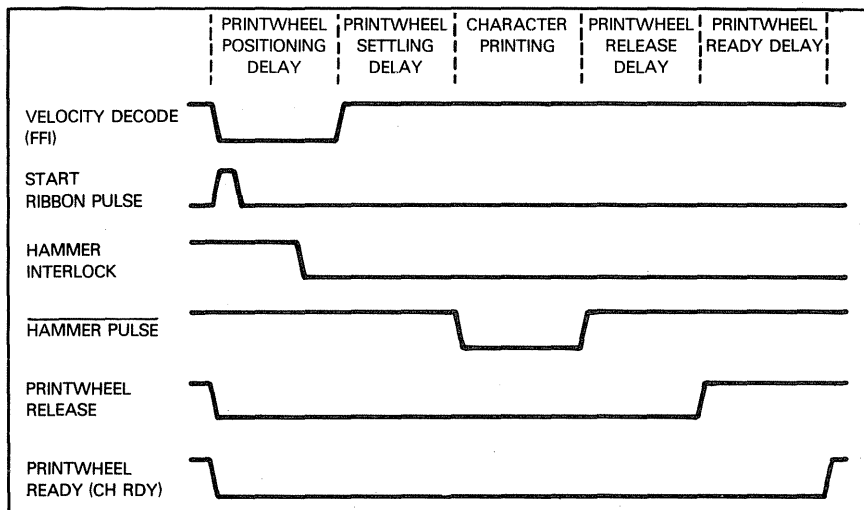 PRINTWHEEL PRINTWHEEL CHARACTER PRINTWHEEL PRINTWHEEL
POSITIONING SETTLING PRINTING RELEASE READY DELAY
DELAY DELAY DELAY
VELOCITY DECODE
(FFI)
START
RIBBON PULSE
HAMMER
INTERLOCK
HAMMER PULSE
PRINTWHEEL
RELEASE
PRINTWHEEL
READY (CH RDY)